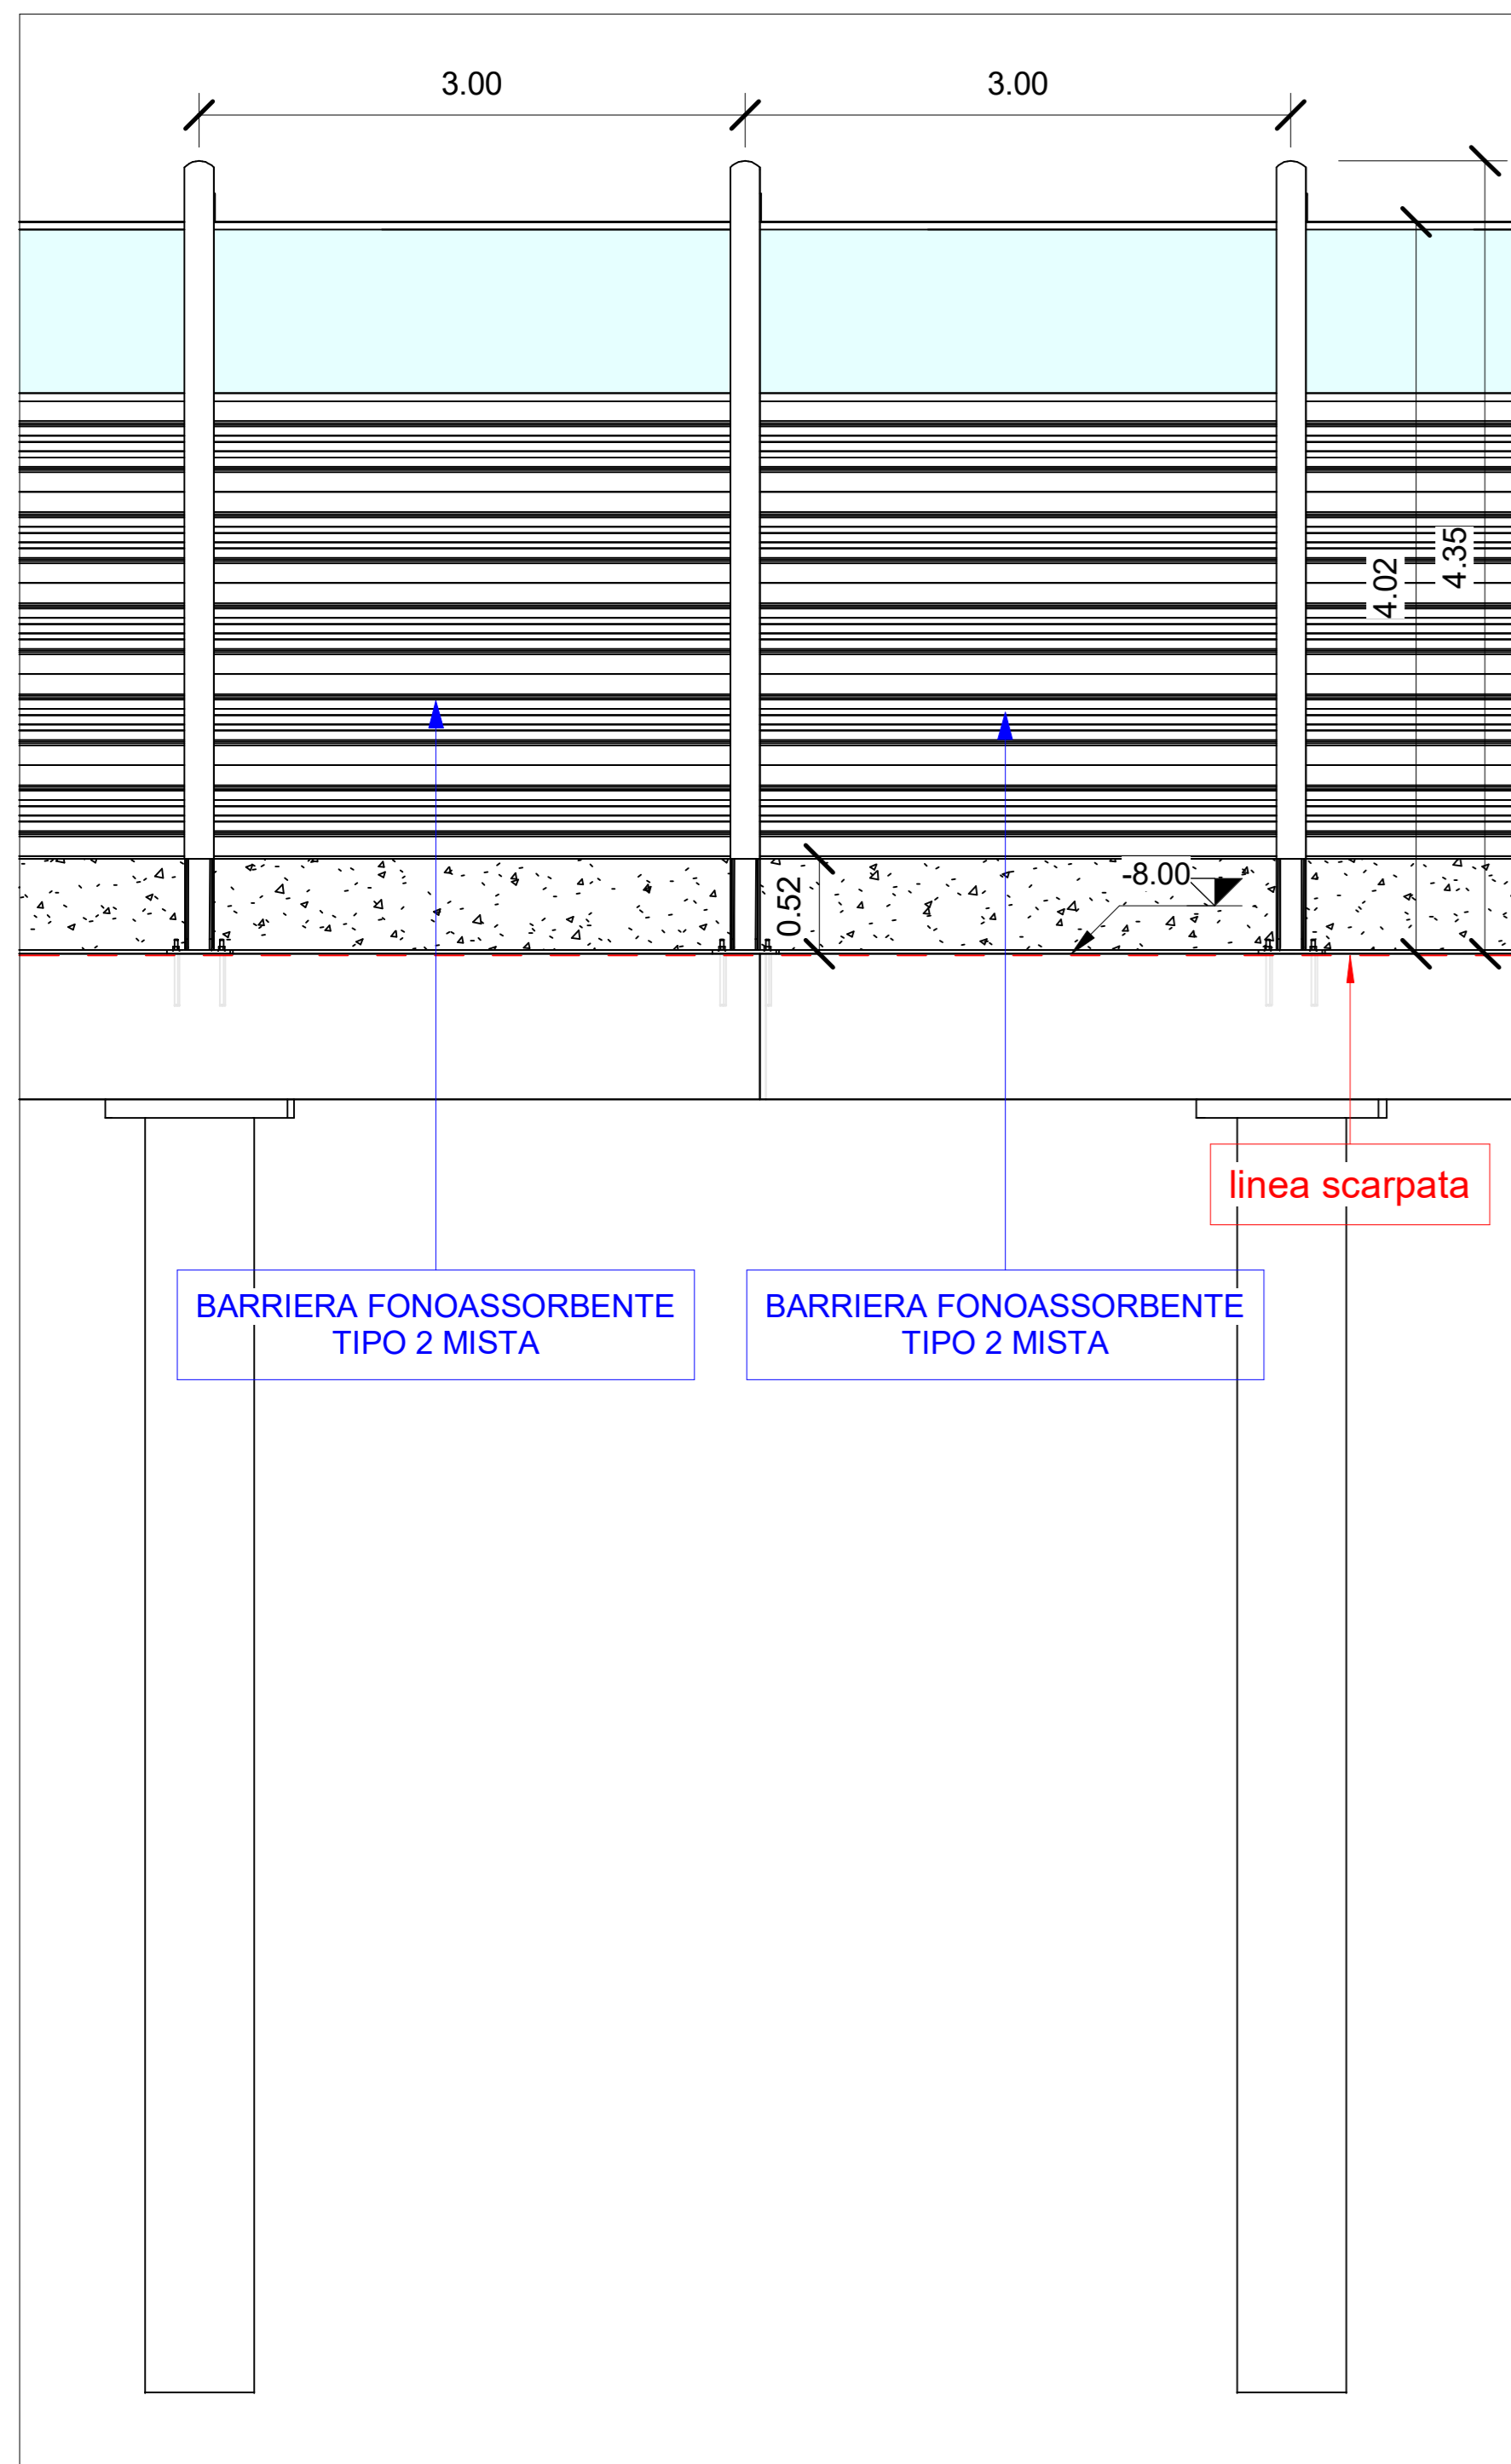 3.00
3.00
4.35
4.02
-8.00
0.52
linea scarpata
BARRIERA FONOASSORBENTE
TIPO 2 MISTA
BARRIERA FONOASSORBENTE
TIPO 2 MISTA